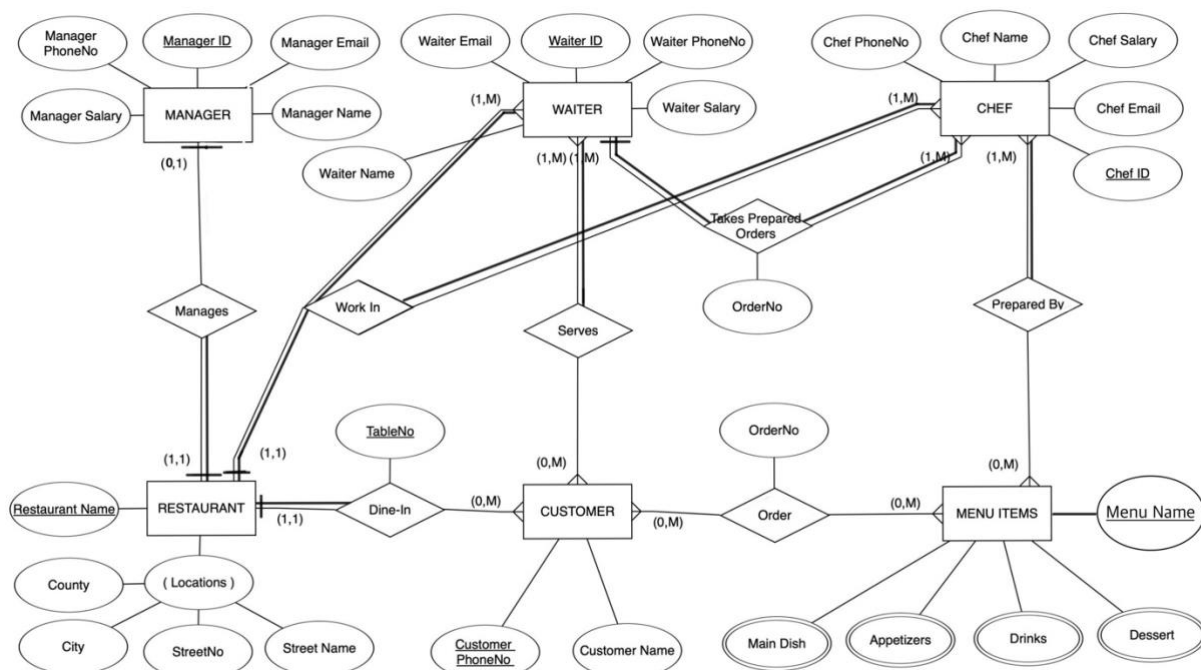 Manager
PhoneNo
Manager ID
Manager Email
Manager Salary
MANAGER
Manager Name
(0,1)
Waiter Email
Waiter ID
Waiter PhoneNo
(1,M)
WAITER
Waiter Salary
Waiter Name
(1,M)
(1,M)
Chef PhoneNo
Chef Name
Chef Salary
(1,M)
CHEF
Chef Email
(1,M)
(1,M)
Chef ID
Takes Prepared
Orders
OrderNo
Manages
Work In
Serves
Prepared By
TableNo
OrderNo
(1,1)
(1,1)
(0,M)
(0,M)
Restaurant Name
RESTAURANT
(1,1)
Dine-In
(0,M)
CUSTOMER
(0,M)
Order
(0,M)
MENU ITEMS
Menu Name
County
( Locations )
City
StreetNo
Street Name
Customer
PhoneNo
Customer Name
Main Dish
Appetizers
Drinks
Dessert